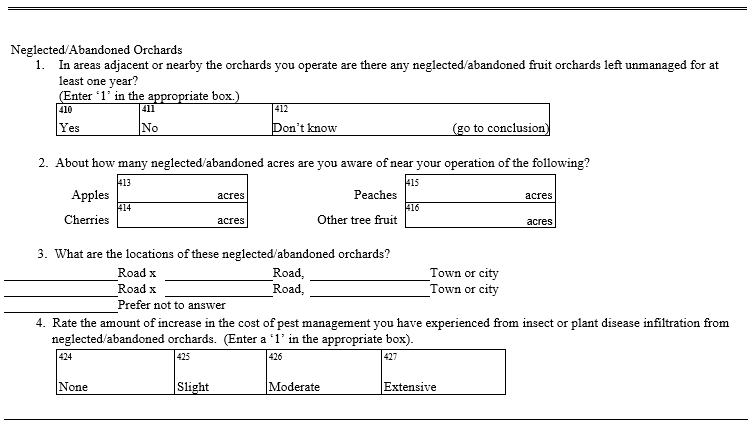 Neglected/Abandoned Orchards
1. In areas adjacent or nearby the orchards you operate are there any neglected/abandoned fruit orchards left unmanaged for at
least one year?
(Enter ‘1’ in the appropriate box.)
410 411 412
Yes No Don’t know (go to conclusion)
2. About how many neglected/abandoned acres are you aware of near your operation of the following?
413 415
Apples acres Peaches acres
414 416
Cherries acres Other tree fruit acres
3. What are the locations of these neglected/abandoned orchards?
Road x Road, Town or city
Road x Road, Town or city
Prefer not to answer
4. Rate the amount of increase in the cost of pest management you have experienced from insect or plant disease infiltration from
neglected/abandoned orchards. (Enter a ‘1’ in the appropriate box).
424 425 426 427
None Slight Moderate Extensive